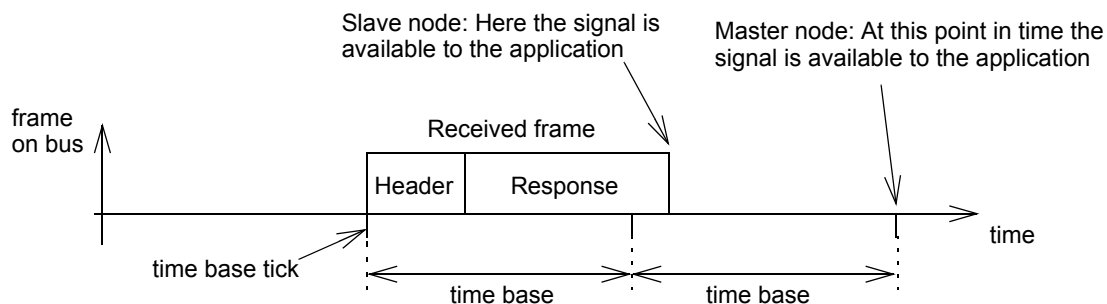 Slave node: Here the signal is
available to the application
Master node: At this point in time the
signal is available to the application
frame
on bus
Received frame
Header
Response
time
time base tick
time base
time base